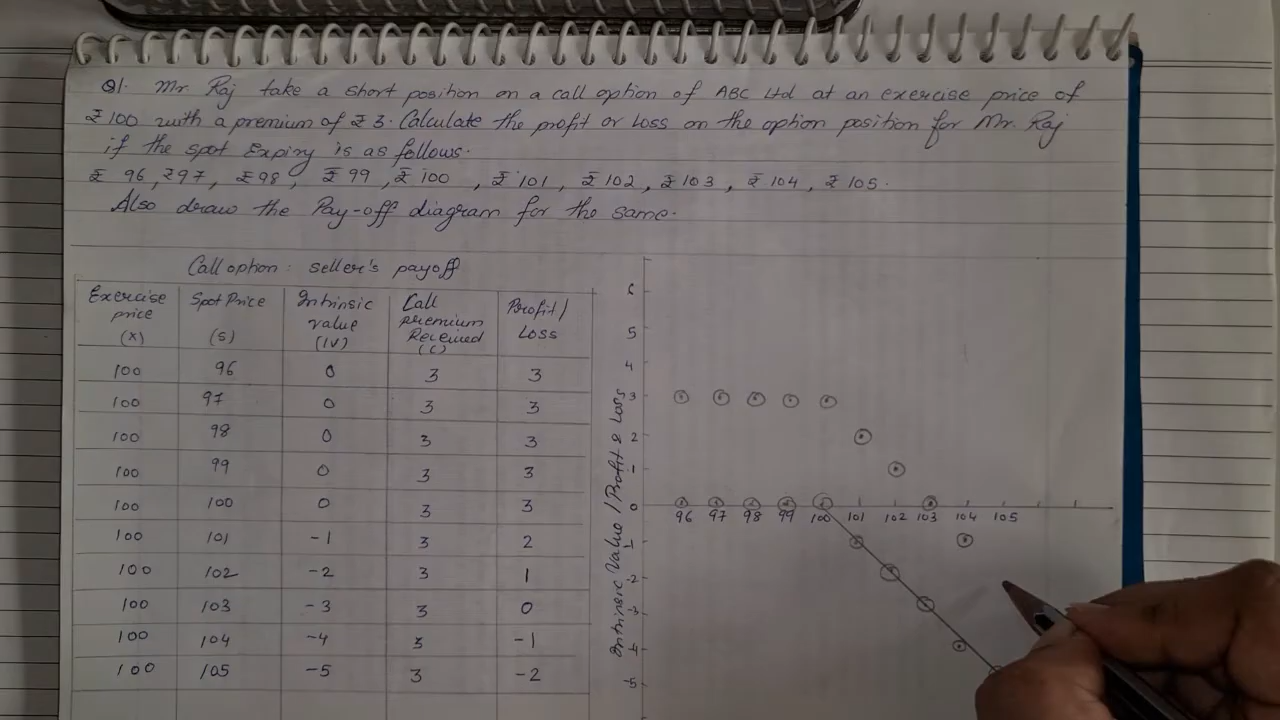 Q1. Mr. Raj take a short position on a call option of ABC Ltd at an exercise price of
₹100 with a premium of ₹3. Calculate the profit or Loss on the option position for Mr. Raj
if the spot Expiry is as follows.
₹ 96, ₹97, ₹98, ₹ 99, ₹ 100, ₹ 101, ₹ 102, ₹ 103, ₹ 104, ₹ 105.
Also draw the Pay-off diagram for the same.
Call option: seller's payoff
Exercise price (X) Spot Price (S) Intrinsic value (IV) Call premium Received (C) Profit/ Loss
100 96 0 3 3
100 97 0 3 3
100 98 0 3 3
100 99 0 3 3
100 100 0 3 3
100 101 -1 3 2
100 102 -2 3 1
100 103 -3 3 0
100 104 -4 3 -1
100 105 -5 3 -2
Intrinsic Value / Profit & Loss
6
5
4
3
2
1
0
96 97 98 99 100 101 102 103 104 105
-1
-2
-3
-4
-5